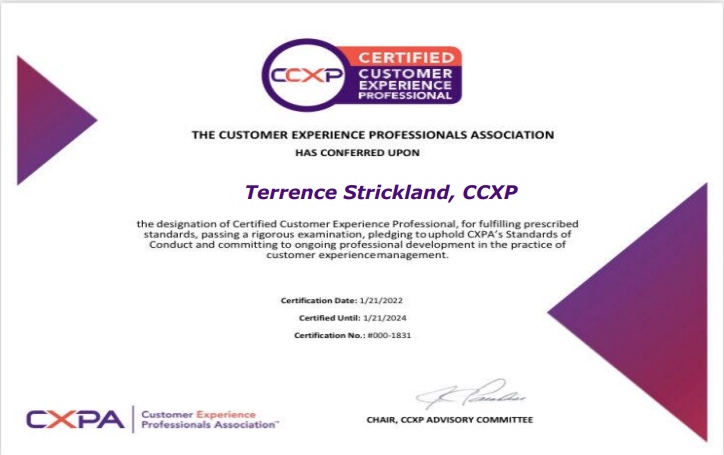 CCXP
CERTIFIED
CUSTOMER
EXPERIENCE
PROFESSIONAL
THE CUSTOMER EXPERIENCE PROFESSIONALS ASSOCIATION
HAS CONFERRED UPON
Terrence Strickland, CCXP
the designation of Certified Customer Experience Professional, for fulfilling prescribed
standards, passing a rigorous examination, pledging to uphold CXPA's Standards of
Conduct and committing to ongoing professional development in the practice of
customer experience management.
Certification Date: 1/21/2022
Certified Until: 1/21/2024
Certification No.: #000-1831
CXPA
Customer Experience
Professionals Association™
CHAIR, CCXP ADVISORY COMMITTEE